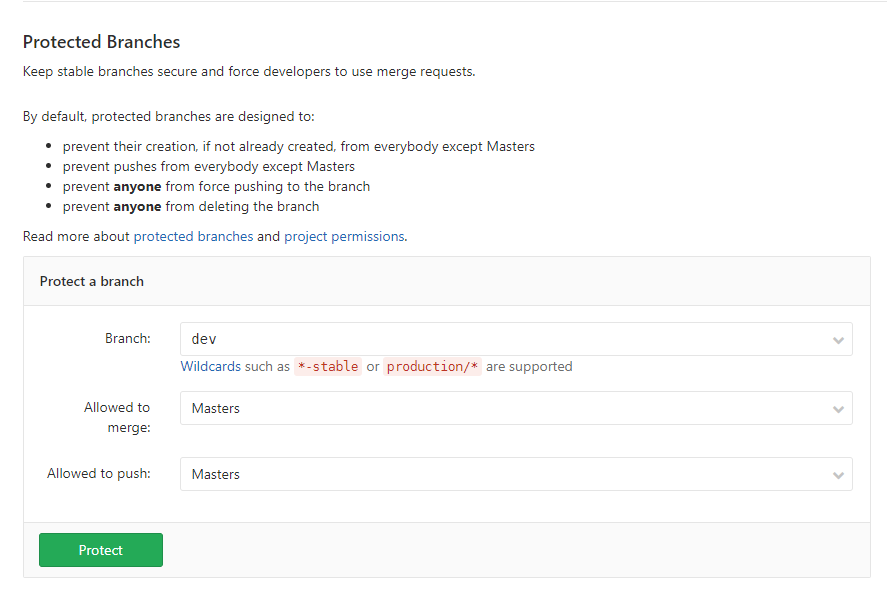 Protected Branches
Keep stable branches secure and force developers to use merge requests.
By default, protected branches are designed to:
prevent their creation, if not already created, from everybody except Masters
prevent pushes from everybody except Masters
prevent anyone from force pushing to the branch
prevent anyone from deleting the branch
Read more about protected branches and project permissions.
Protect a branch
Branch:
dev
Wildcards such as *-stable or production/* are supported
Allowed to
merge:
Masters
Allowed to push:
Masters
Protect